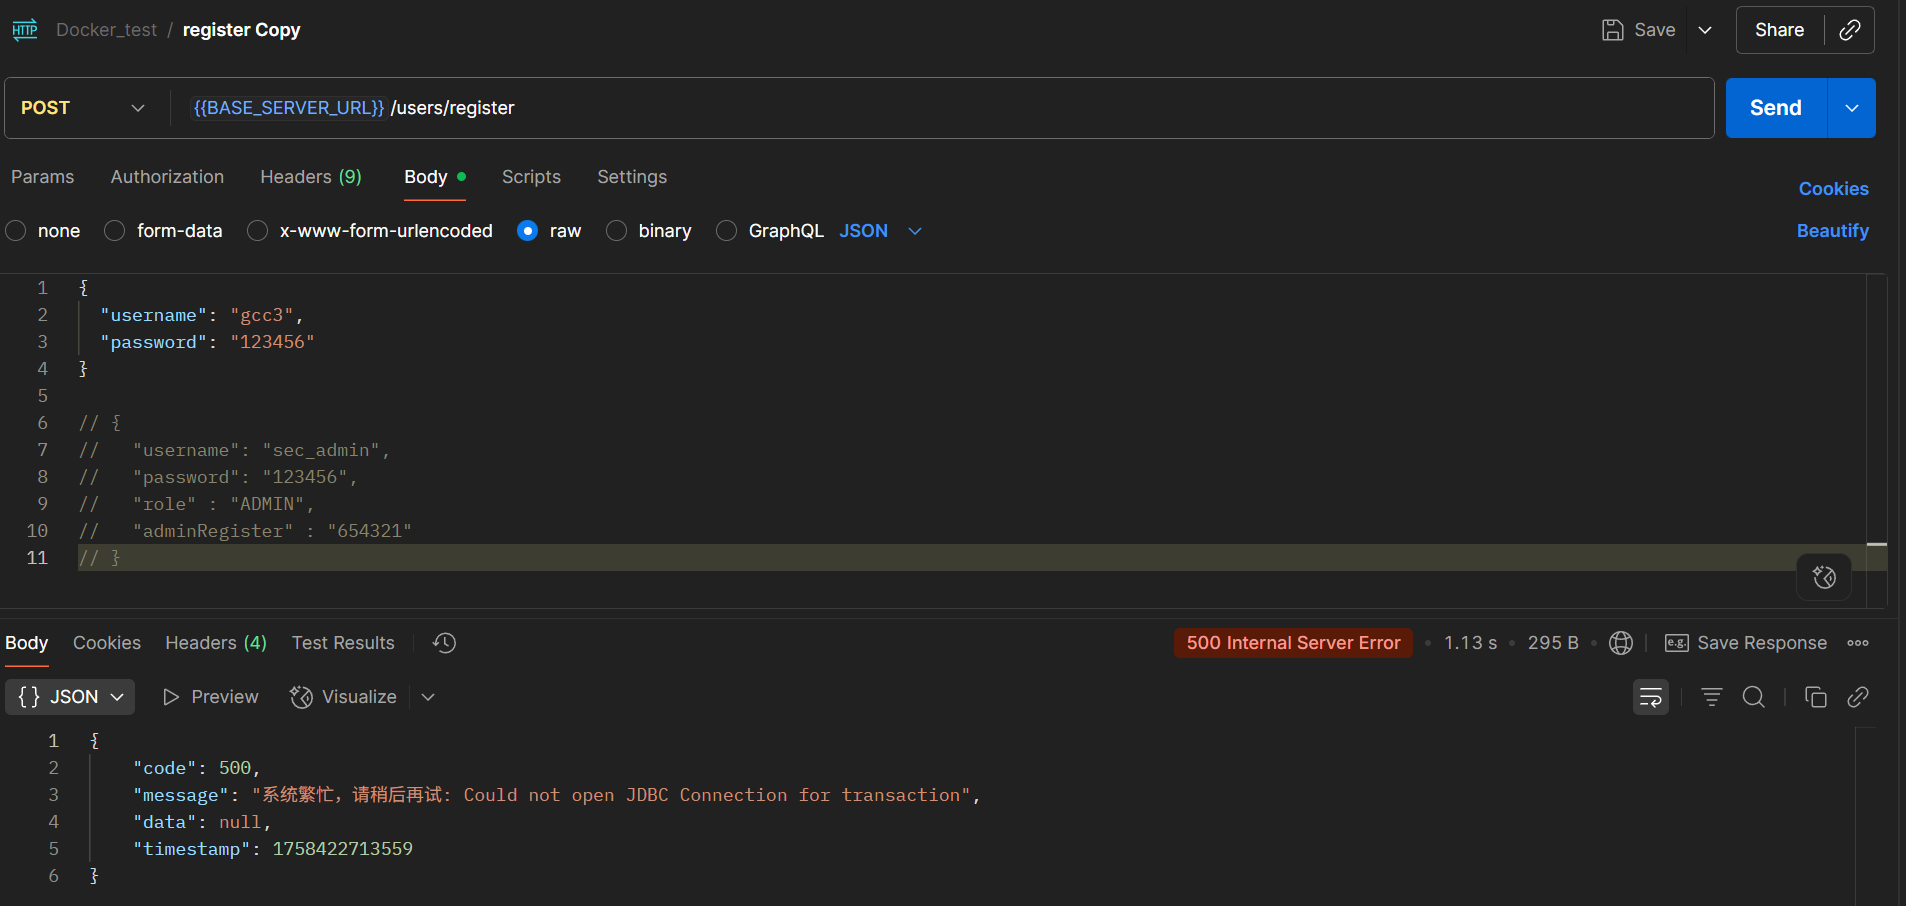 HTTP Docker_test / register Copy Save Share
POST {{BASE_SERVER_URL}} /users/register Send
Params Authorization Headers (9) Body Scripts Settings Cookies
none form-data x-www-form-urlencoded raw binary GraphQL JSON Beautify
1 {
2 "username": "gcc3",
3 "password": "123456"
4 }
5
6 // {
7 // "username": "sec_admin",
8 // "password": "123456",
9 // "role" : "ADMIN",
10 // "adminRegister" : "654321"
11 // }
Body Cookies Headers (4) Test Results 500 Internal Server Error • 1.13 s • 295 B • e.g. Save Response
{} JSON Preview Visualize
1 {
2 "code": 500,
3 "message": "系统繁忙，请稍后再试: Could not open JDBC Connection for transaction",
4 "data": null,
5 "timestamp": 1758422713559
6 }